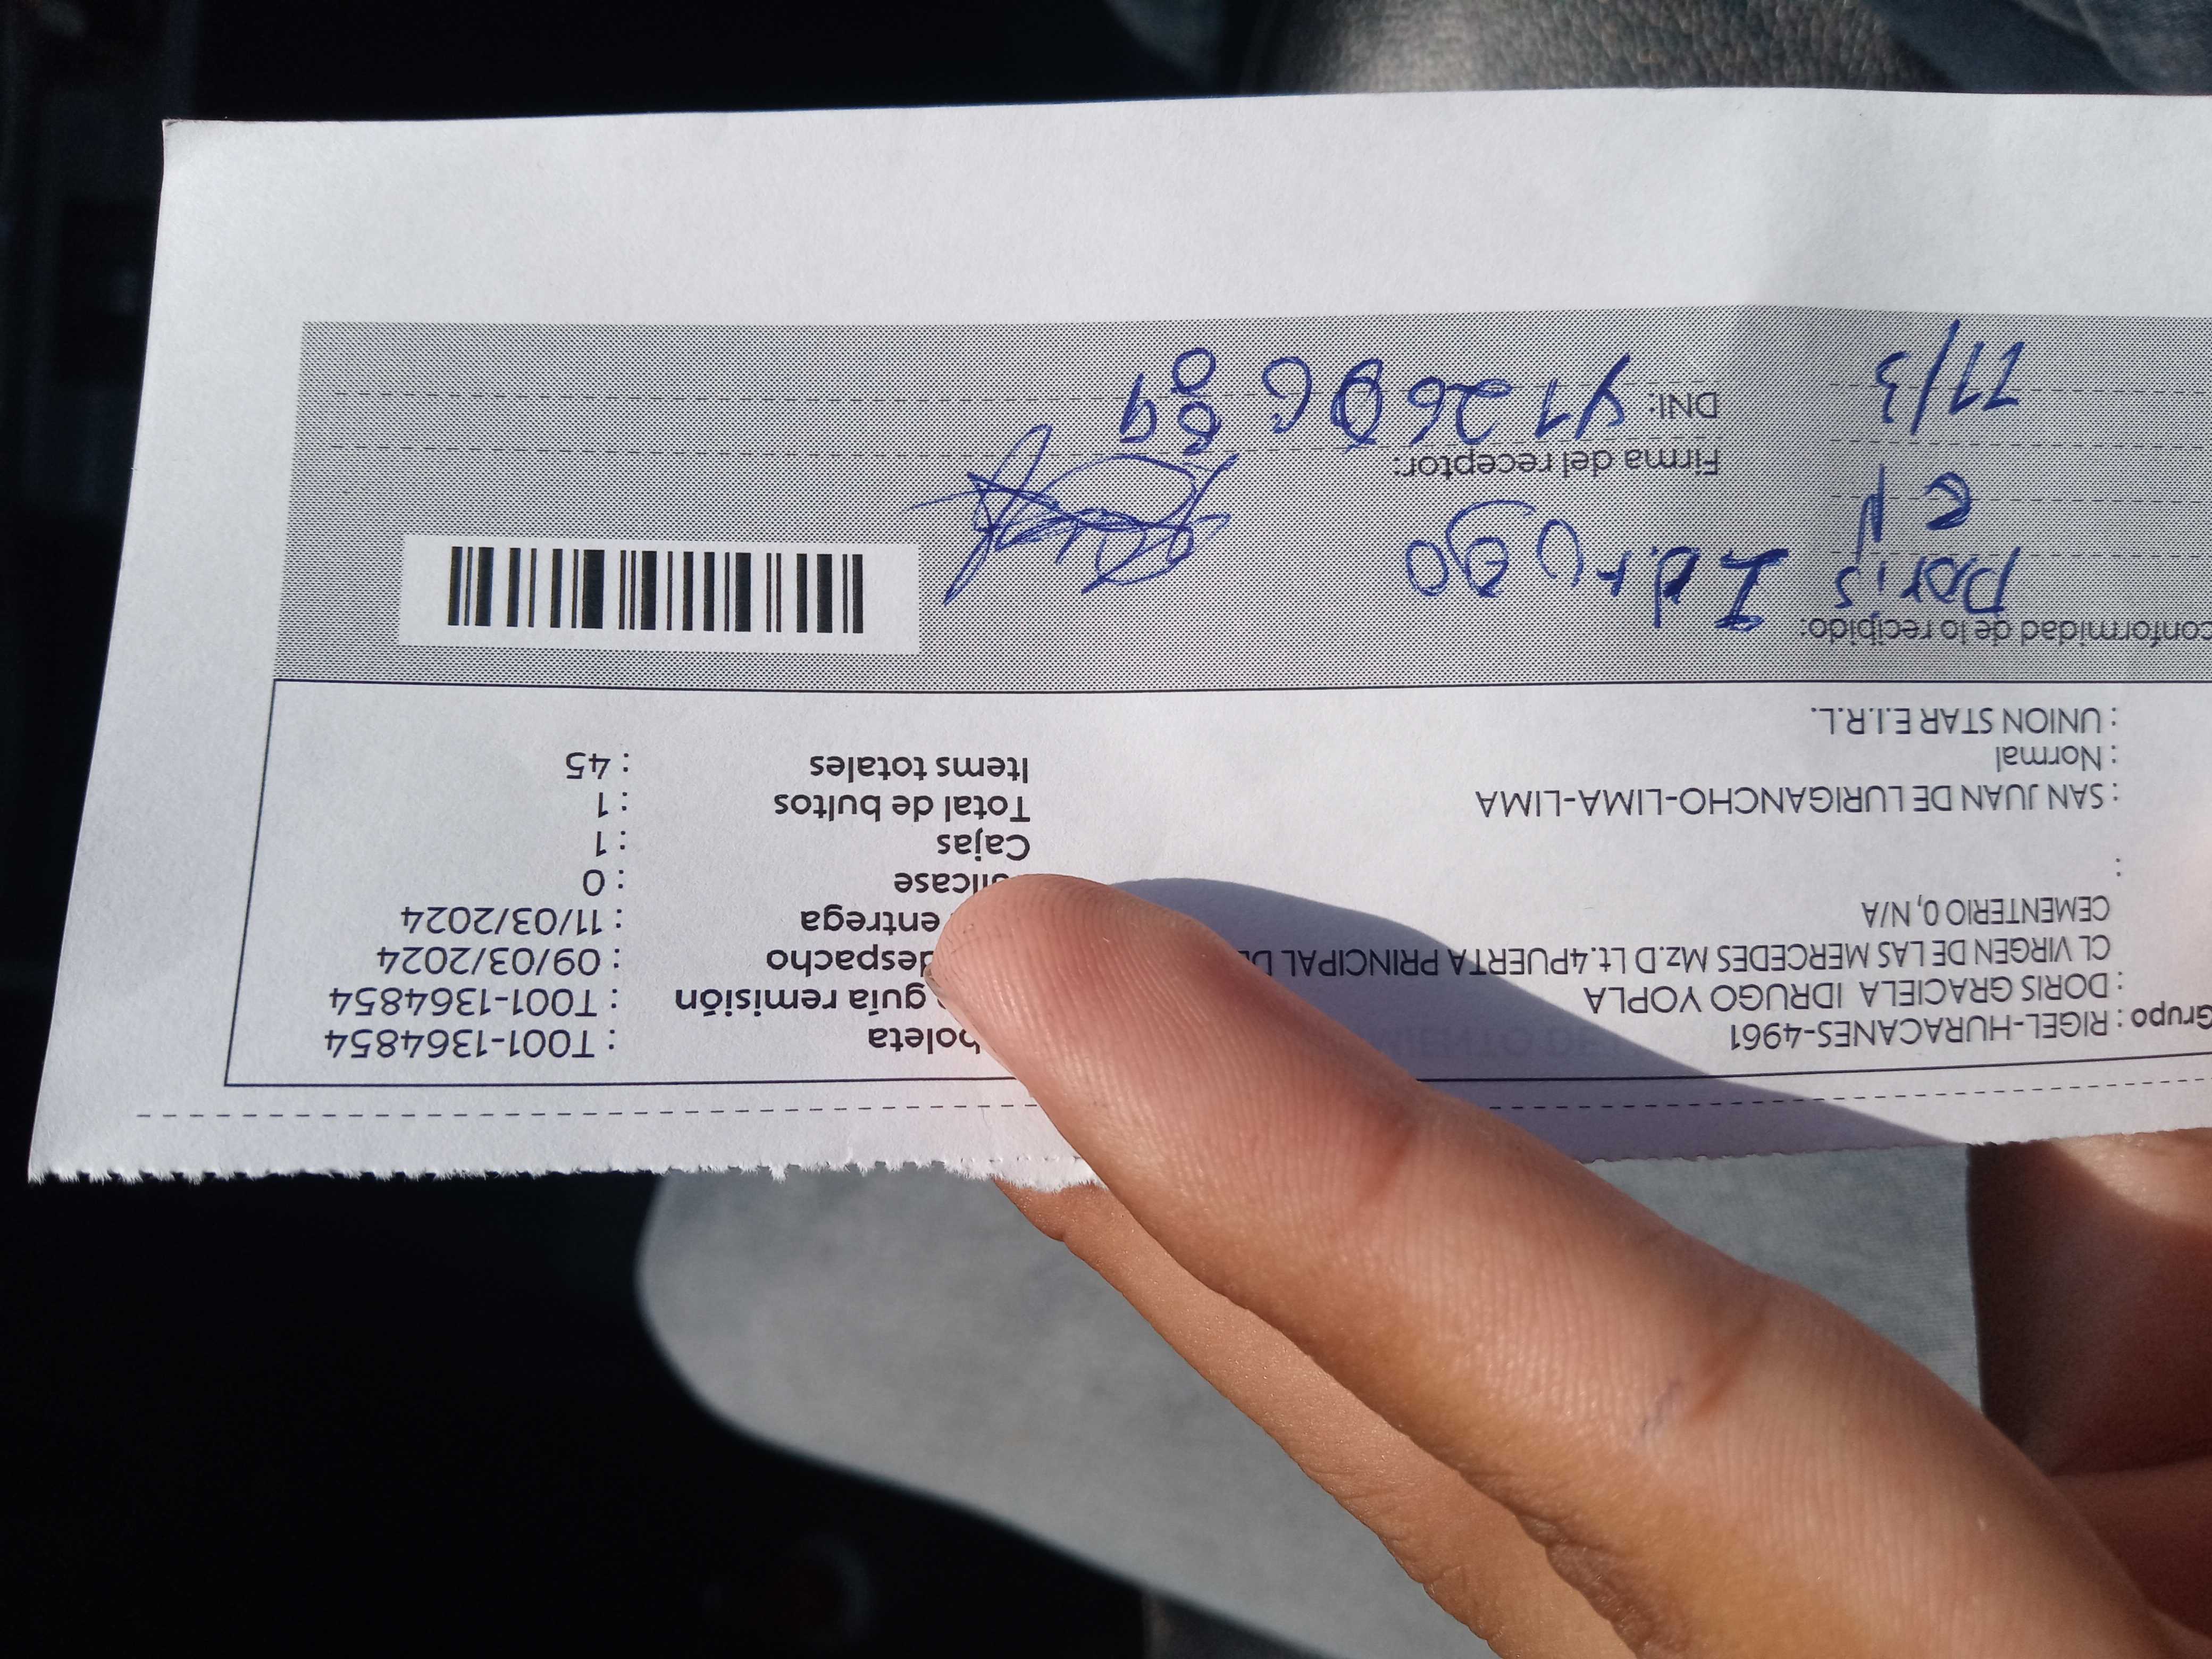 Grupo : RIGEL-HURACANES-4961
: DORIS GRACIELA IDRUGO YOPLA
CL VIRGEN DE LAS MERCEDES Mz.D Lt.4PUERTA PRINCIPAL
CEMENTERIO 0, N/A
:
: SAN JUAN DE LURIGANCHO-LIMA-LIMA
: Normal
: UNION STAR E.I.R.L.
boleta : T001-1364854
guía remisión : T001-1364854
despacho : 09/03/2024
entrega : 11/03/2024
: 0
Cajas : 1
Total de bultos : 1
Items totales : 45
conformidad de lo recibido:
Doris Idrugo
Firma del receptor:
DNI:
11/3